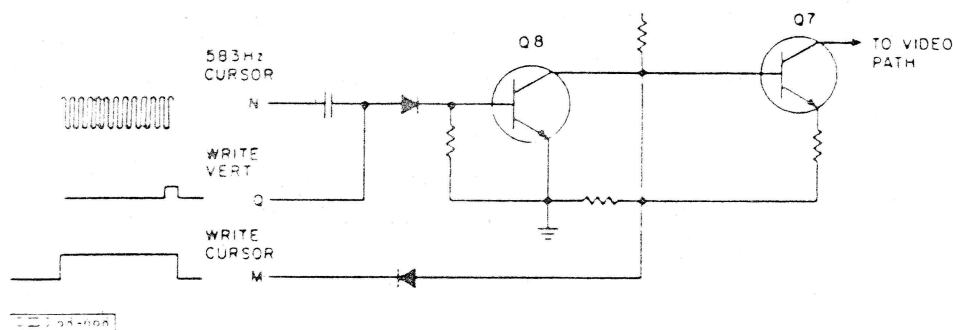 583HZ
CURSOR
N
WRITE
VERT
Q
WRITE
CURSOR
M
Q8
Q7
TO VIDEO
PATH